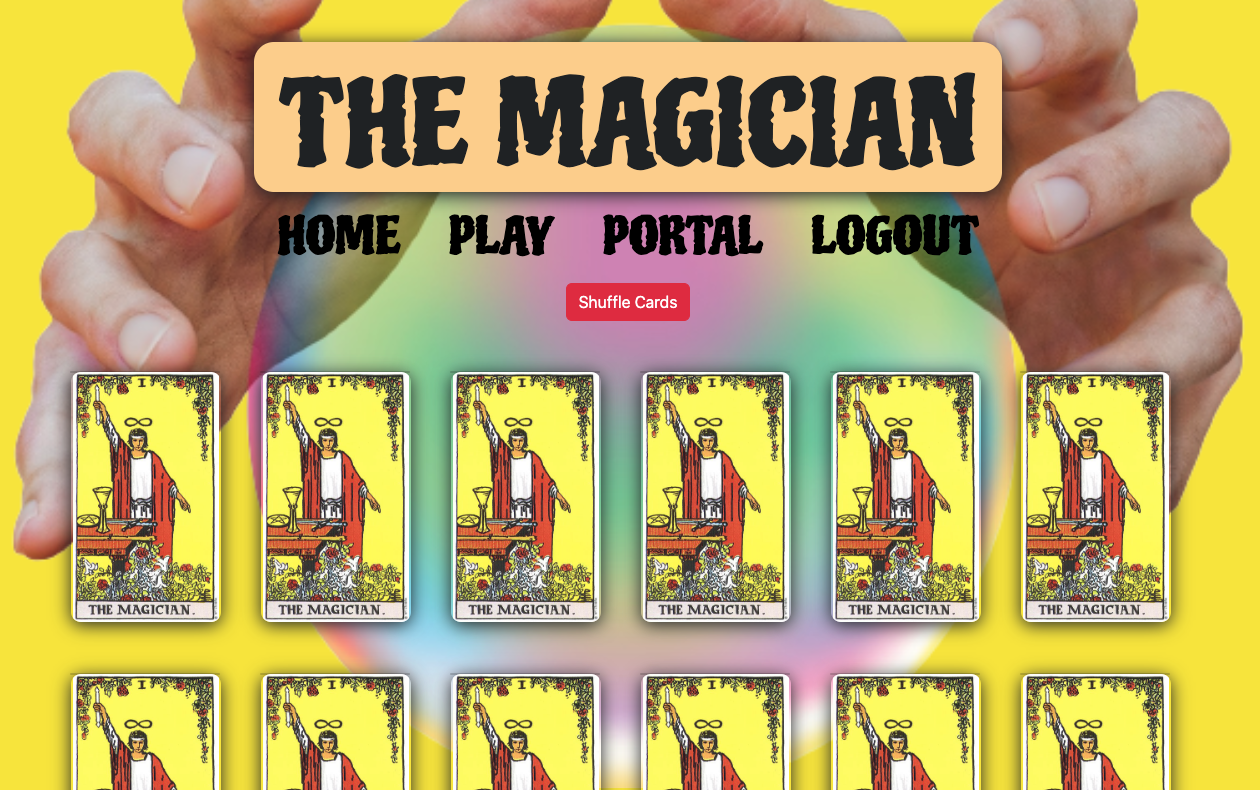 THE MAGICIAN
HOME PLAY PORTAL LOGOUT
Shuffle Cards
I I I I I I
THE MAGICIAN. THE MAGICIAN. THE MAGICIAN. THE MAGICIAN. THE MAGICIAN. THE MAGICIAN.
I I I I I I